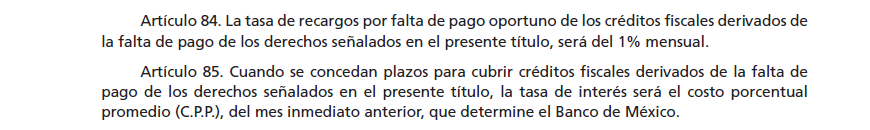 Artículo 84. La tasa de recargos por falta de pago oportuno de los créditos fiscales derivados de
la falta de pago de los derechos señalados en el presente título, será del 1% mensual.
Artículo 85. Cuando se concedan plazos para cubrir créditos fiscales derivados de la falta de
pago de los derechos señalados en el presente título, la tasa de interés será el costo porcentual
promedio (C.P.P.), del mes inmediato anterior, que determine el Banco de México.